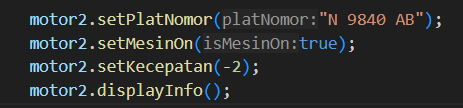 motor2.setPlatNomor(platNomor:"N 9840 AB");
motor2.setMesinOn(isMesinOn:true);
motor2.setKecepatan(-2);
motor2.displayInfo();